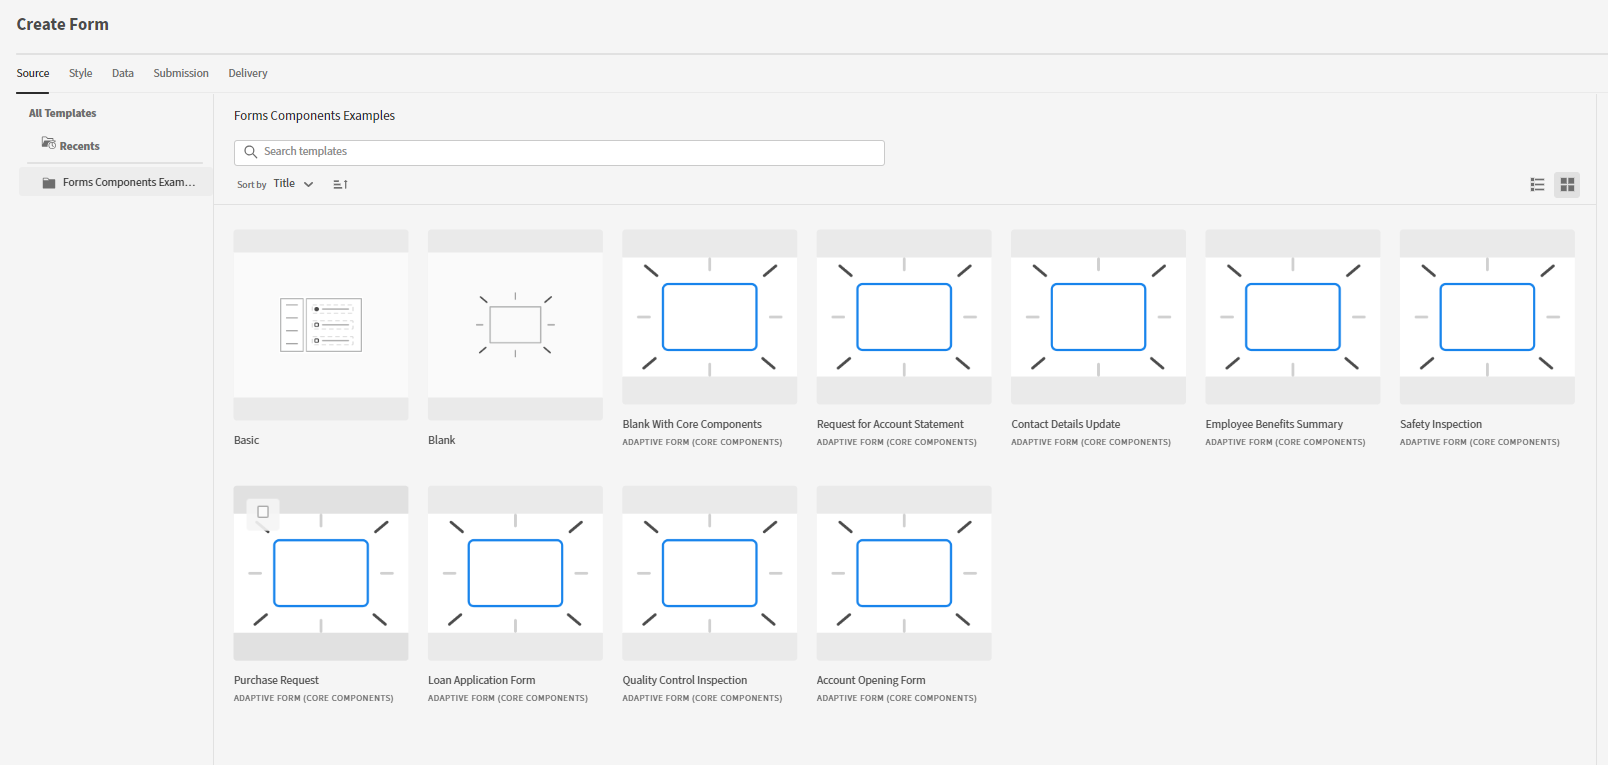 Create Form
Source Style Data Submission Delivery
All Templates
Recents
Forms Components Exam...
Forms Components Examples
Search templates
Sort by Title
Basic
Blank
Blank With Core Components
ADAPTIVE FORM (CORE COMPONENTS)
Request for Account Statement
ADAPTIVE FORM (CORE COMPONENTS)
Contact Details Update
ADAPTIVE FORM (CORE COMPONENTS)
Employee Benefits Summary
ADAPTIVE FORM (CORE COMPONENTS)
Safety Inspection
ADAPTIVE FORM (CORE COMPONENTS)
Purchase Request
ADAPTIVE FORM (CORE COMPONENTS)
Loan Application Form
ADAPTIVE FORM (CORE COMPONENTS)
Quality Control Inspection
ADAPTIVE FORM (CORE COMPONENTS)
Account Opening Form
ADAPTIVE FORM (CORE COMPONENTS)